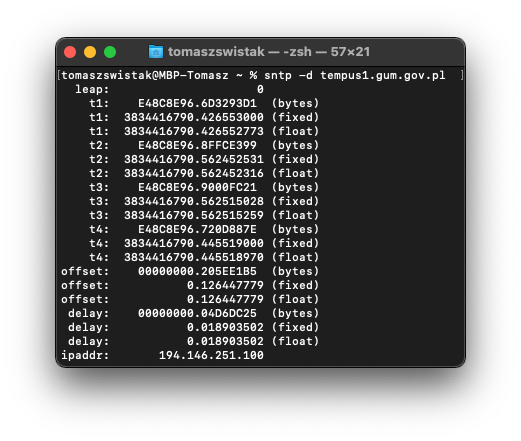 tomaszswistak — -zsh — 57×21
[tomaszswistak@MBP-Tomasz ~ % sntp -d tempus1.gum.gov.pl ]
leap: 0
t1: E48C8E96.6D3293D1 (bytes)
t1: 3834416790.426553000 (fixed)
t1: 3834416790.426552773 (float)
t2: E48C8E96.8FFCE399 (bytes)
t2: 3834416790.562452531 (fixed)
t2: 3834416790.562452316 (float)
t3: E48C8E96.9000FC21 (bytes)
t3: 3834416790.562515028 (fixed)
t3: 3834416790.562515259 (float)
t4: E48C8E96.720D887E (bytes)
t4: 3834416790.445519000 (fixed)
t4: 3834416790.445518970 (float)
offset: 00000000.205EE1B5 (bytes)
offset: 0.126447779 (fixed)
offset: 0.126447779 (float)
delay: 00000000.04D6DC25 (bytes)
delay: 0.018903502 (fixed)
delay: 0.018903502 (float)
ipaddr: 194.146.251.100